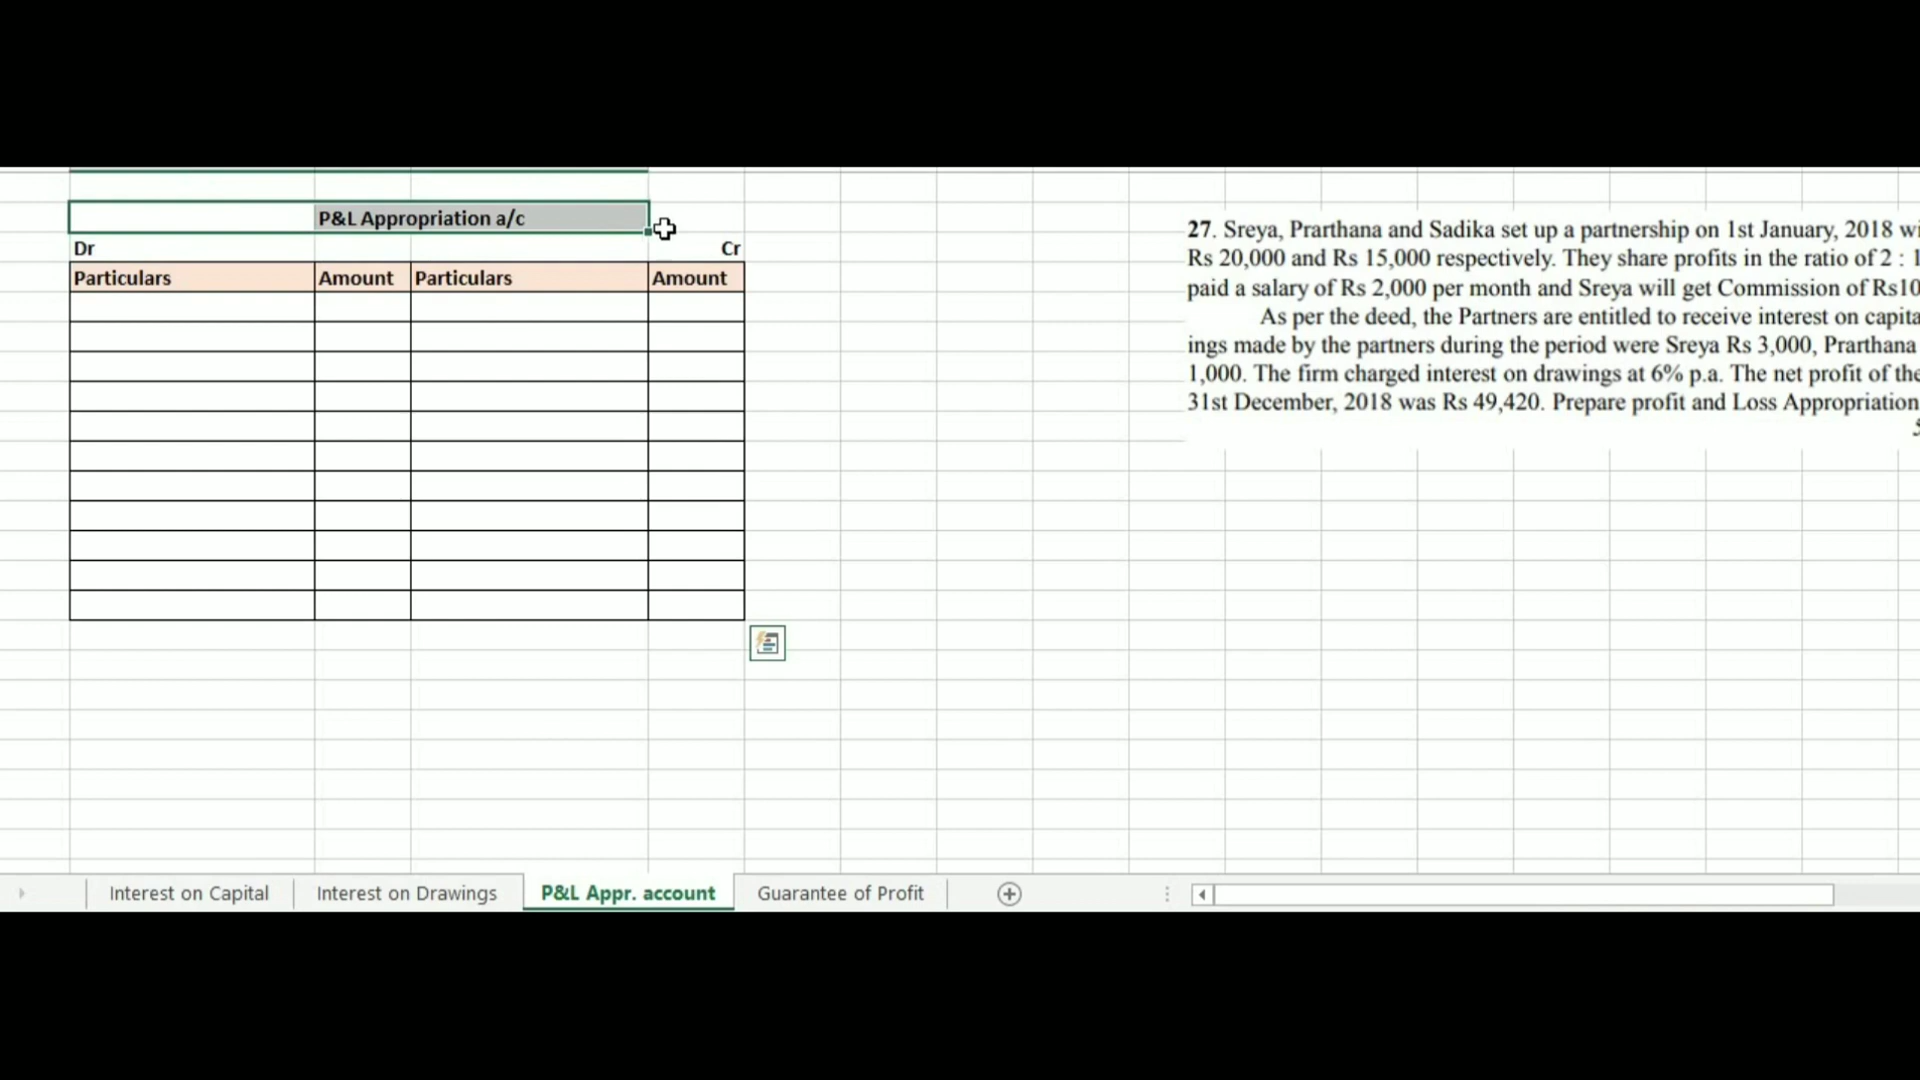 P&L Appropriation a/c
Dr Cr
Particulars Amount Particulars Amount
27. Sreya, Prarthana and Sadika set up a partnership on 1st January, 2018
Rs 20,000 and Rs 15,000 respectively. They share profits in the ratio of 2 : 1
paid a salary of Rs 2,000 per month and Sreya will get Commission of Rs10
As per the deed, the Partners are entitled to receive interest on capita
ings made by the partners during the period were Sreya Rs 3,000, Prarthana
1,000. The firm charged interest on drawings at 6% p.a. The net profit of the
31st December, 2018 was Rs 49,420. Prepare profit and Loss Appropriation
Interest on Capital Interest on Drawings P&L Appr. account Guarantee of Profit